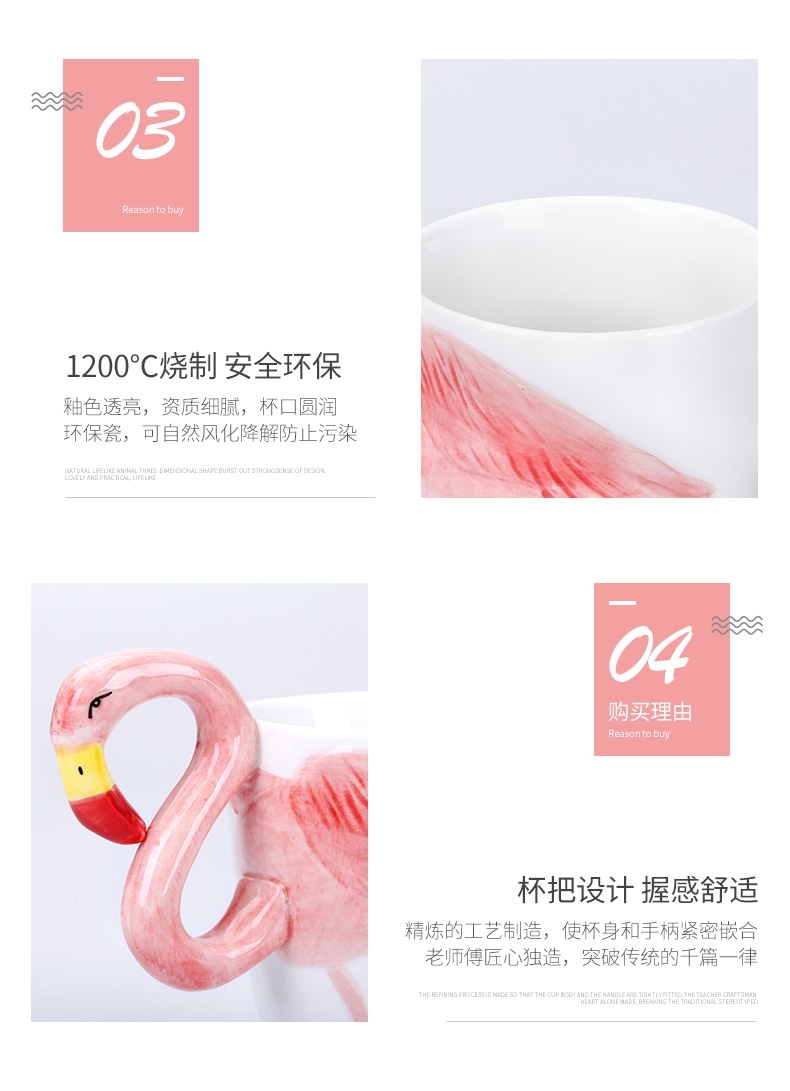 03
Reason to buy
1200°C烧制 安全环保
釉色透亮，资质细腻，杯口圆润
环保瓷，可自然风化降解防止污染
NATURAL LIFELIKE ANIMAL THREE-DIMENSIONAL SHAPE BURST OUT STRONGSENSE OF DESIGN,
LOVELY AND PRACTICAL, LIFELIKE
04
购买理由
Reason to buy
杯把设计 握感舒适
精炼的工艺制造，使杯身和手柄紧密嵌合
老师傅匠心独造，突破传统的千篇一律
THE REFINING PROCESS IS MADE SO THAT THE CUP BODY AND THE HANDLE ARE TIGHTLY FITTED.THE TEACHER CRAFTSMAN
HEART ALONE MADE, BREAKING THE TRADITIONAL STEREOTYPED